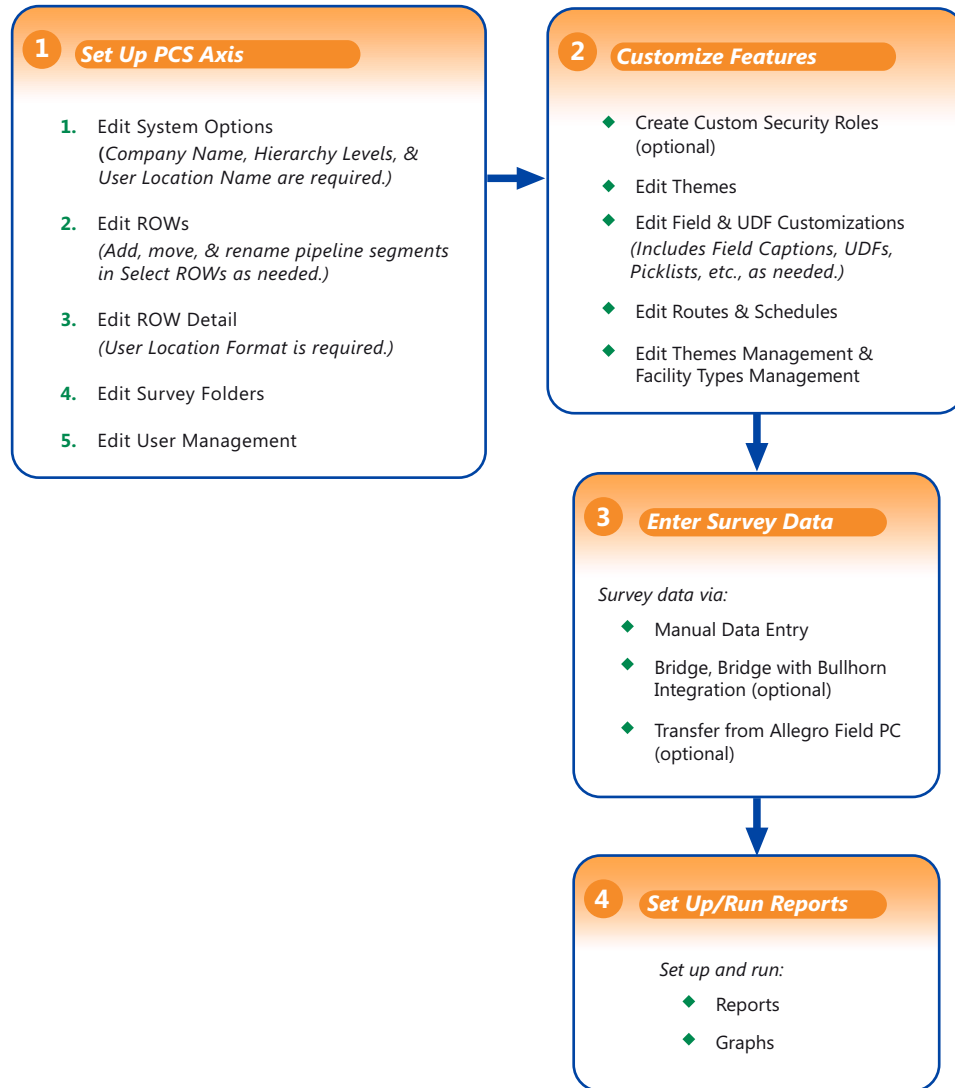 1 Set Up PCS Axis
1. Edit System Options
(Company Name, Hierarchy Levels, &
User Location Name are required.)
2. Edit ROWs
(Add, move, & rename pipeline segments
in Select ROWs as needed.)
3. Edit ROW Detail
(User Location Format is required.)
4. Edit Survey Folders
5. Edit User Management
2 Customize Features
Create Custom Security Roles
(optional)
Edit Themes
Edit Field & UDF Customizations
(Includes Field Captions, UDFs,
Picklists, etc., as needed.)
Edit Routes & Schedules
Edit Themes Management &
Facility Types Management
3 Enter Survey Data
Survey data via:
Manual Data Entry
Bridge, Bridge with Bullhorn
Integration (optional)
Transfer from Allegro Field PC
(optional)
4 Set Up/Run Reports
Set up and run:
Reports
Graphs